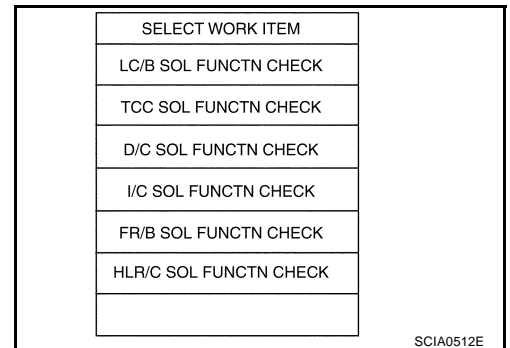 SELECT WORK ITEM
LC/B SOL FUNCTN CHECK
TCC SOL FUNCTN CHECK
D/C SOL FUNCTN CHECK
I/C SOL FUNCTN CHECK
FR/B SOL FUNCTN CHECK
HLR/C SOL FUNCTN CHECK
SCIA0512E